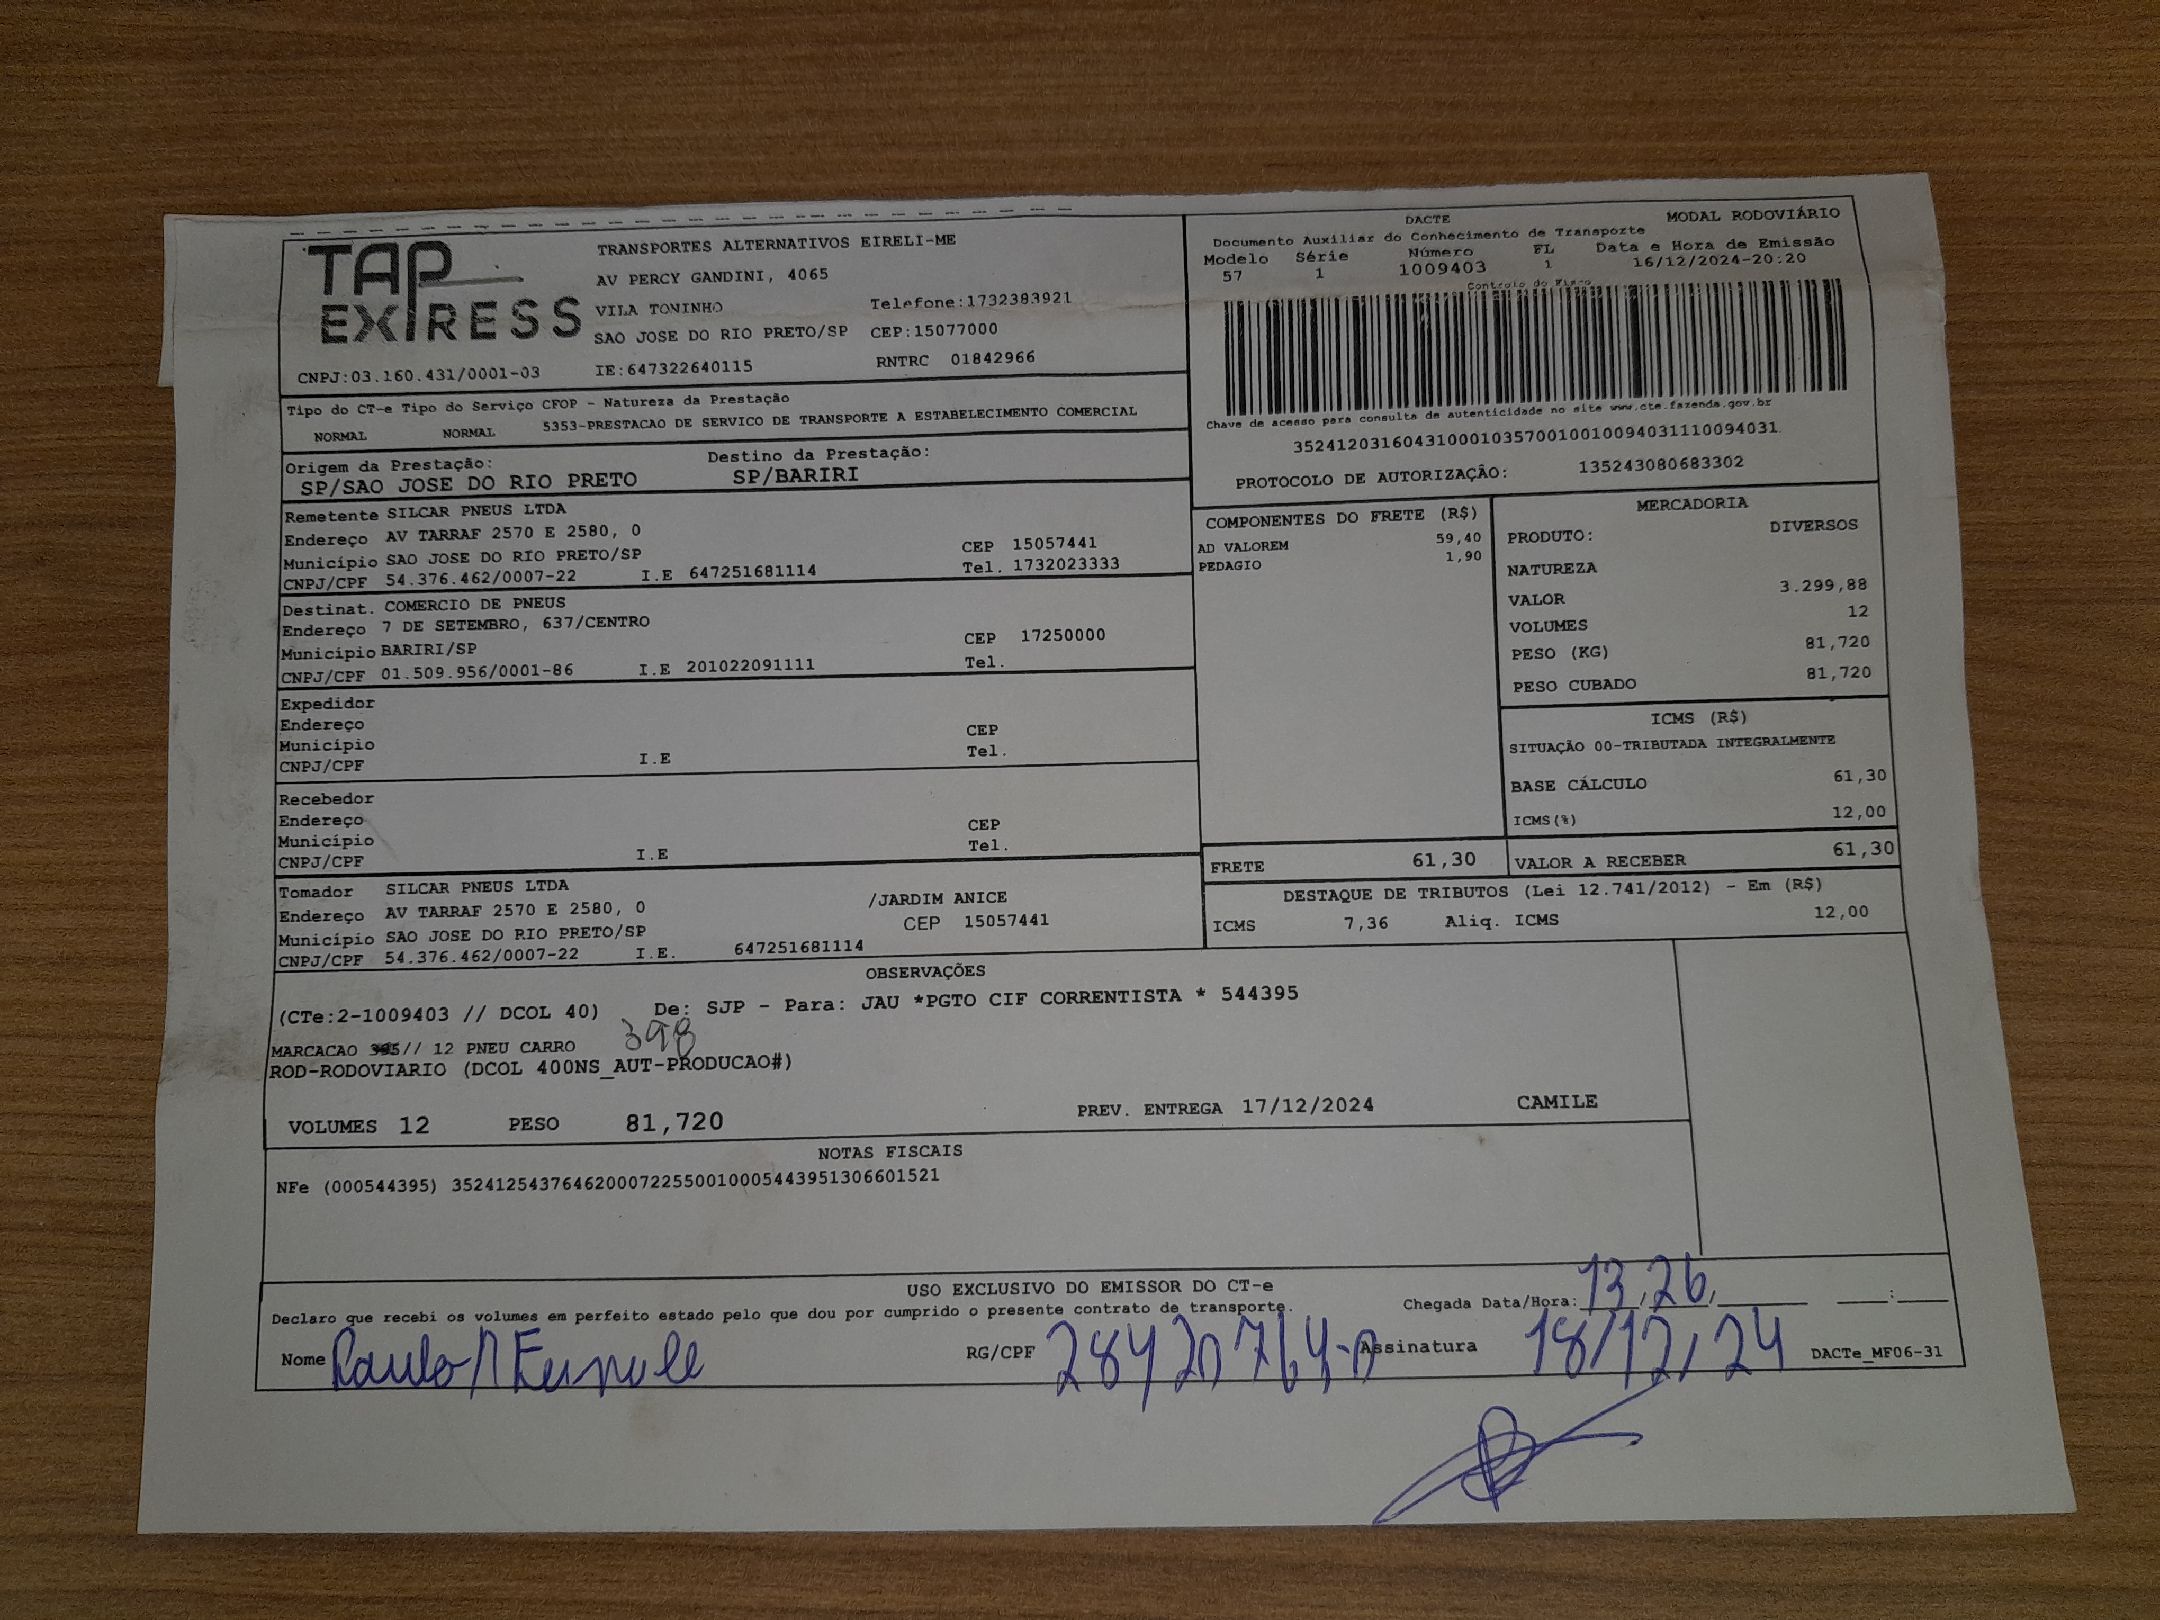 TAP EXPRESS
TRANSPORTES ALTERNATIVOS EIRELI-ME
AV PERCY GANDINI, 4065
VILA TONINHO Telefone:1732383921
SAO JOSE DO RIO PRETO/SP CEP:15077000
CNPJ:03.160.431/0001-03 IE:647322640115 RNTRC 01842966
DACTE MODAL RODOVIÁRIO
Documento Auxiliar do Conhecimento de Transporte
Modelo Série Número FL Data e Hora de Emissão
57 1 1009403 1 16/12/2024-20:20
Controle do Fisco
Chave de acesso para consulta de autenticidade no site www.cte.fazenda.gov.br
35241203160431000103570010010094031110094031
PROTOCOLO DE AUTORIZAÇÃO: 135243080683302
Tipo do CT-e Tipo do Serviço CFOP - Natureza da Prestação
NORMAL NORMAL 5353-PRESTACAO DE SERVICO DE TRANSPORTE A ESTABELECIMENTO COMERCIAL
Origem da Prestação: Destino da Prestação:
SP/SAO JOSE DO RIO PRETO SP/BARIRI
Remetente SILCAR PNEUS LTDA
Endereço AV TARRAF 2570 E 2580, 0
Município SAO JOSE DO RIO PRETO/SP CEP 15057441
CNPJ/CPF 54.376.462/0007-22 I.E 647251681114 Tel. 1732023333
Destinat. COMERCIO DE PNEUS
Endereço 7 DE SETEMBRO, 637/CENTRO
Município BARIRI/SP CEP 17250000
CNPJ/CPF 01.509.956/0001-86 I.E 201022091111 Tel.
Expedidor
Endereço
Município CEP
CNPJ/CPF I.E Tel.
Recebedor
Endereço
Município CEP
CNPJ/CPF I.E Tel.
Tomador SILCAR PNEUS LTDA
Endereço AV TARRAF 2570 E 2580, 0 /JARDIM ANICE
Município SAO JOSE DO RIO PRETO/SP CEP 15057441
CNPJ/CPF 54.376.462/0007-22 I.E. 647251681114
COMPONENTES DO FRETE (R$)
AD VALOREM 59,40
PEDAGIO 1,90
MERCADORIA
PRODUTO: DIVERSOS
NATUREZA
VALOR 3.299,88
VOLUMES 12
PESO (KG) 81,720
PESO CUBADO 81,720
ICMS (R$)
SITUAÇÃO 00-TRIBUTADA INTEGRALMENTE
BASE CÁLCULO 61,30
ICMS(%) 12,00
FRETE 61,30 VALOR A RECEBER 61,30
DESTAQUE DE TRIBUTOS (Lei 12.741/2012) - Em (R$)
ICMS 7,36 Aliq. ICMS 12,00
OBSERVAÇÕES
(CTe:2-1009403 // DCOL 40) De: SJP - Para: JAU *PGTO CIF CORRENTISTA * 544395
398
MARCACAO // 12 PNEU CARRO
ROD-RODOVIARIO (DCOL 400NS_AUT-PRODUCAO#)
VOLUMES 12 PESO 81,720 PREV. ENTREGA 17/12/2024 CAMILE
NOTAS FISCAIS
NFe (000544395) 35241254376462000722550010005443951306601521
USO EXCLUSIVO DO EMISSOR DO CT-e
Declaro que recebi os volumes em perfeito estado pelo que dou por cumprido o presente contrato de transporte. Chegada Data/Hora: 13,26
Nome Paulo RG/CPF Assinatura 18/12/24 DACTe_MF06-31